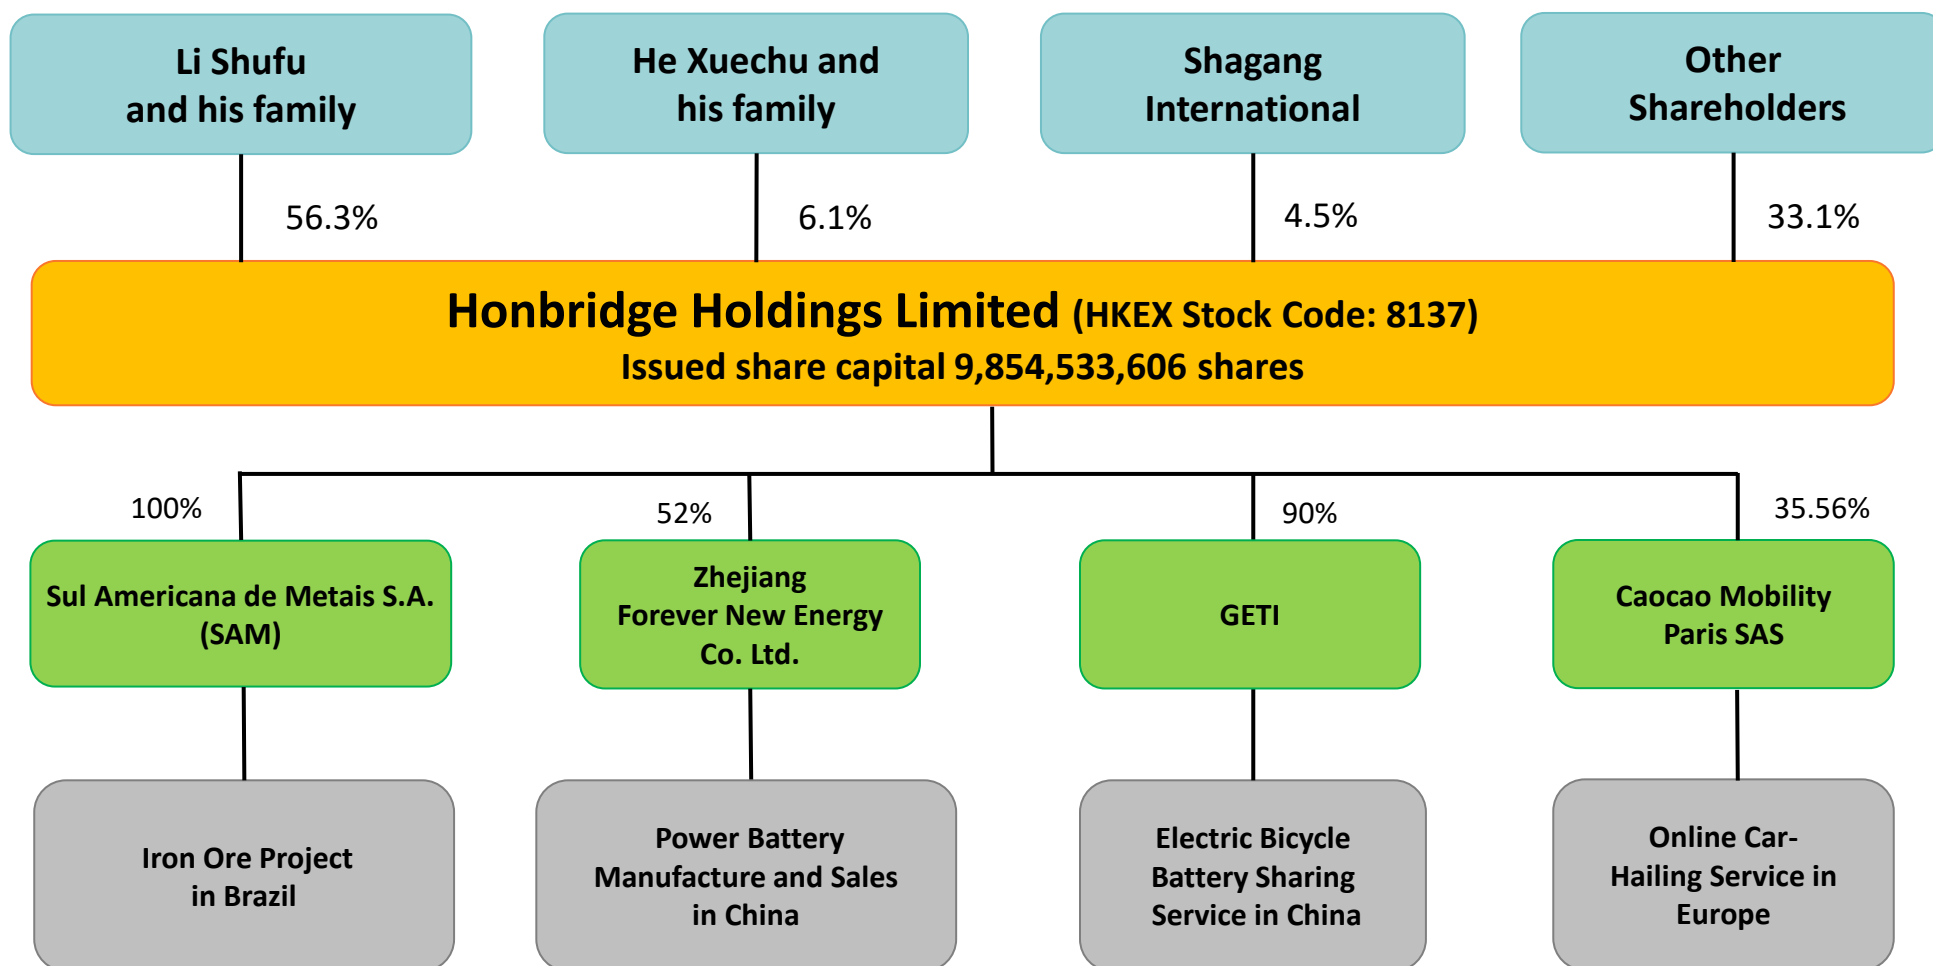 Li Shufu
and his family
He Xuechu and
his family
Shagang
International
Other
Shareholders
56.3%
6.1%
4.5%
33.1%
Honbridge Holdings Limited (HKEX Stock Code: 8137)
Issued share capital 9,854,533,606 shares
100%
52%
90%
35.56%
Sul Americana de Metais S.A.
(SAM)
Zhejiang
Forever New Energy
Co. Ltd.
GETI
Caocao Mobility
Paris SAS
Iron Ore Project
in Brazil
Power Battery
Manufacture and Sales
in China
Electric Bicycle
Battery Sharing
Service in China
Online Car-
Hailing Service in
Europe